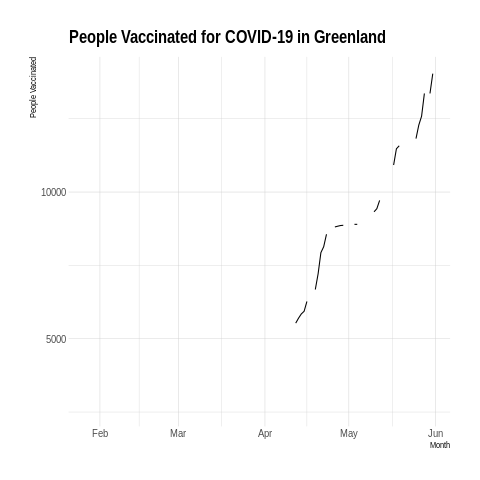 People Vaccinated for COVID-19 in Greenland
People Vaccinated
10000
5000
Feb Mar Apr May Jun
Month